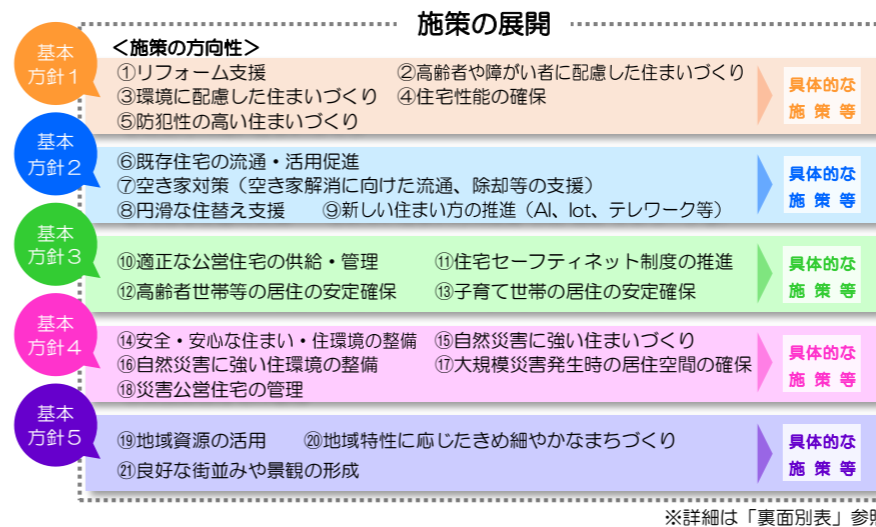 施策の展開
<施策の方向性>
基本
方針1
①リフォーム支援　②高齢者や障がい者に配慮した住まいづくり
③環境に配慮した住まいづくり　④住宅性能の確保
⑤防犯性の高い住まいづくり
具体的な
施策等
基本
方針2
⑥既存住宅の流通・活用促進
⑦空き家対策（空き家解消に向けた流通、除却等の支援）
⑧円滑な住替え支援　⑨新しい住まい方の推進（AI、Iot、テレワーク等）
具体的な
施策等
基本
方針3
⑩適正な公営住宅の供給・管理　⑪住宅セーフティネット制度の推進
⑫高齢者世帯等の居住の安定確保　⑬子育て世帯の居住の安定確保
具体的な
施策等
基本
方針4
⑭安全・安心な住まい・住環境の整備　⑮自然災害に強い住まいづくり
⑯自然災害に強い住環境の整備　⑰大規模災害発生時の居住空間の確保
⑱災害公営住宅の管理
具体的な
施策等
基本
方針5
⑲地域資源の活用　⑳地域特性に応じたきめ細やかなまちづくり
㉑良好な街並みや景観の形成
具体的な
施策等
※詳細は「裏面別表」参照